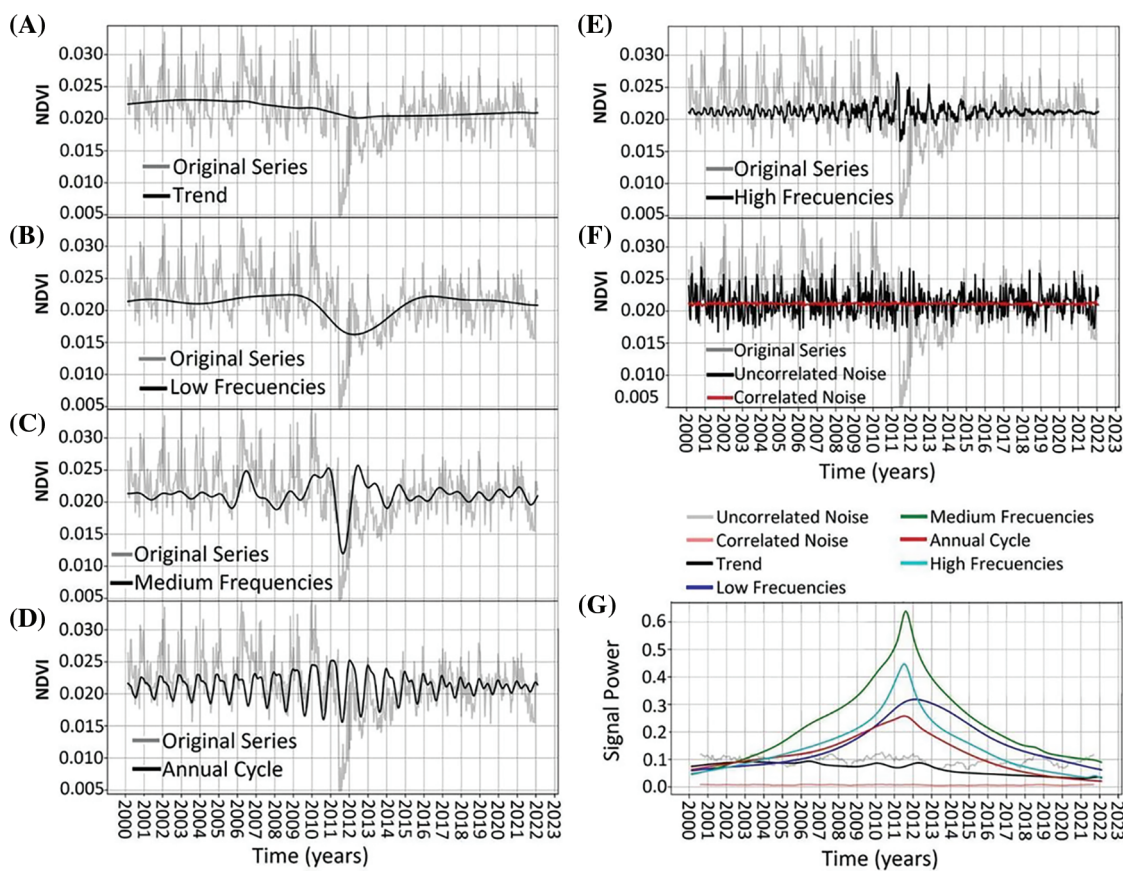 (A)
0.030
0.025
0.020
0.015
0.010
0.005
NDVI
Original Series
Trend
(B)
0.030
0.025
0.020
0.015
0.010
0.005
NDVI
Original Series
Low Frecuencies
(C)
0.030
0.025
0.020
0.015
0.010
0.005
NDVI
Original Series
Medium Frequencies
(D)
0.030
0.025
0.020
0.015
0.010
0.005
NDVI
Original Series
Annual Cycle
2000 2001 2002 2003 2004 2005 2006 2007 2008 2009 2010 2011 2012 2013 2014 2015 2016 2017 2018 2019 2020 2021 2022 2023
Time (years)
(E)
0.030
0.025
0.020
0.015
0.010
0.005
NDVI
Original Series
High Frecuencies
(F)
0.030
0.025
0.020
0.015
0.010
0.005
NDVI
Original Series
Uncorrelated Noise
Correlated Noise
2000 2001 2002 2003 2004 2005 2006 2007 2008 2009 2010 2011 2012 2013 2014 2015 2016 2017 2018 2019 2020 2021 2022 2023
Time (years)
Uncorrelated Noise
Correlated Noise
Trend
Low Frecuencies
Medium Frecuencies
Annual Cycle
High Frecuencies
(G)
0.6
0.5
0.4
0.3
0.2
0.1
0.0
Signal Power
2000 2001 2002 2003 2004 2005 2006 2007 2008 2009 2010 2011 2012 2013 2014 2015 2016 2017 2018 2019 2020 2021 2022 2023
Time (years)